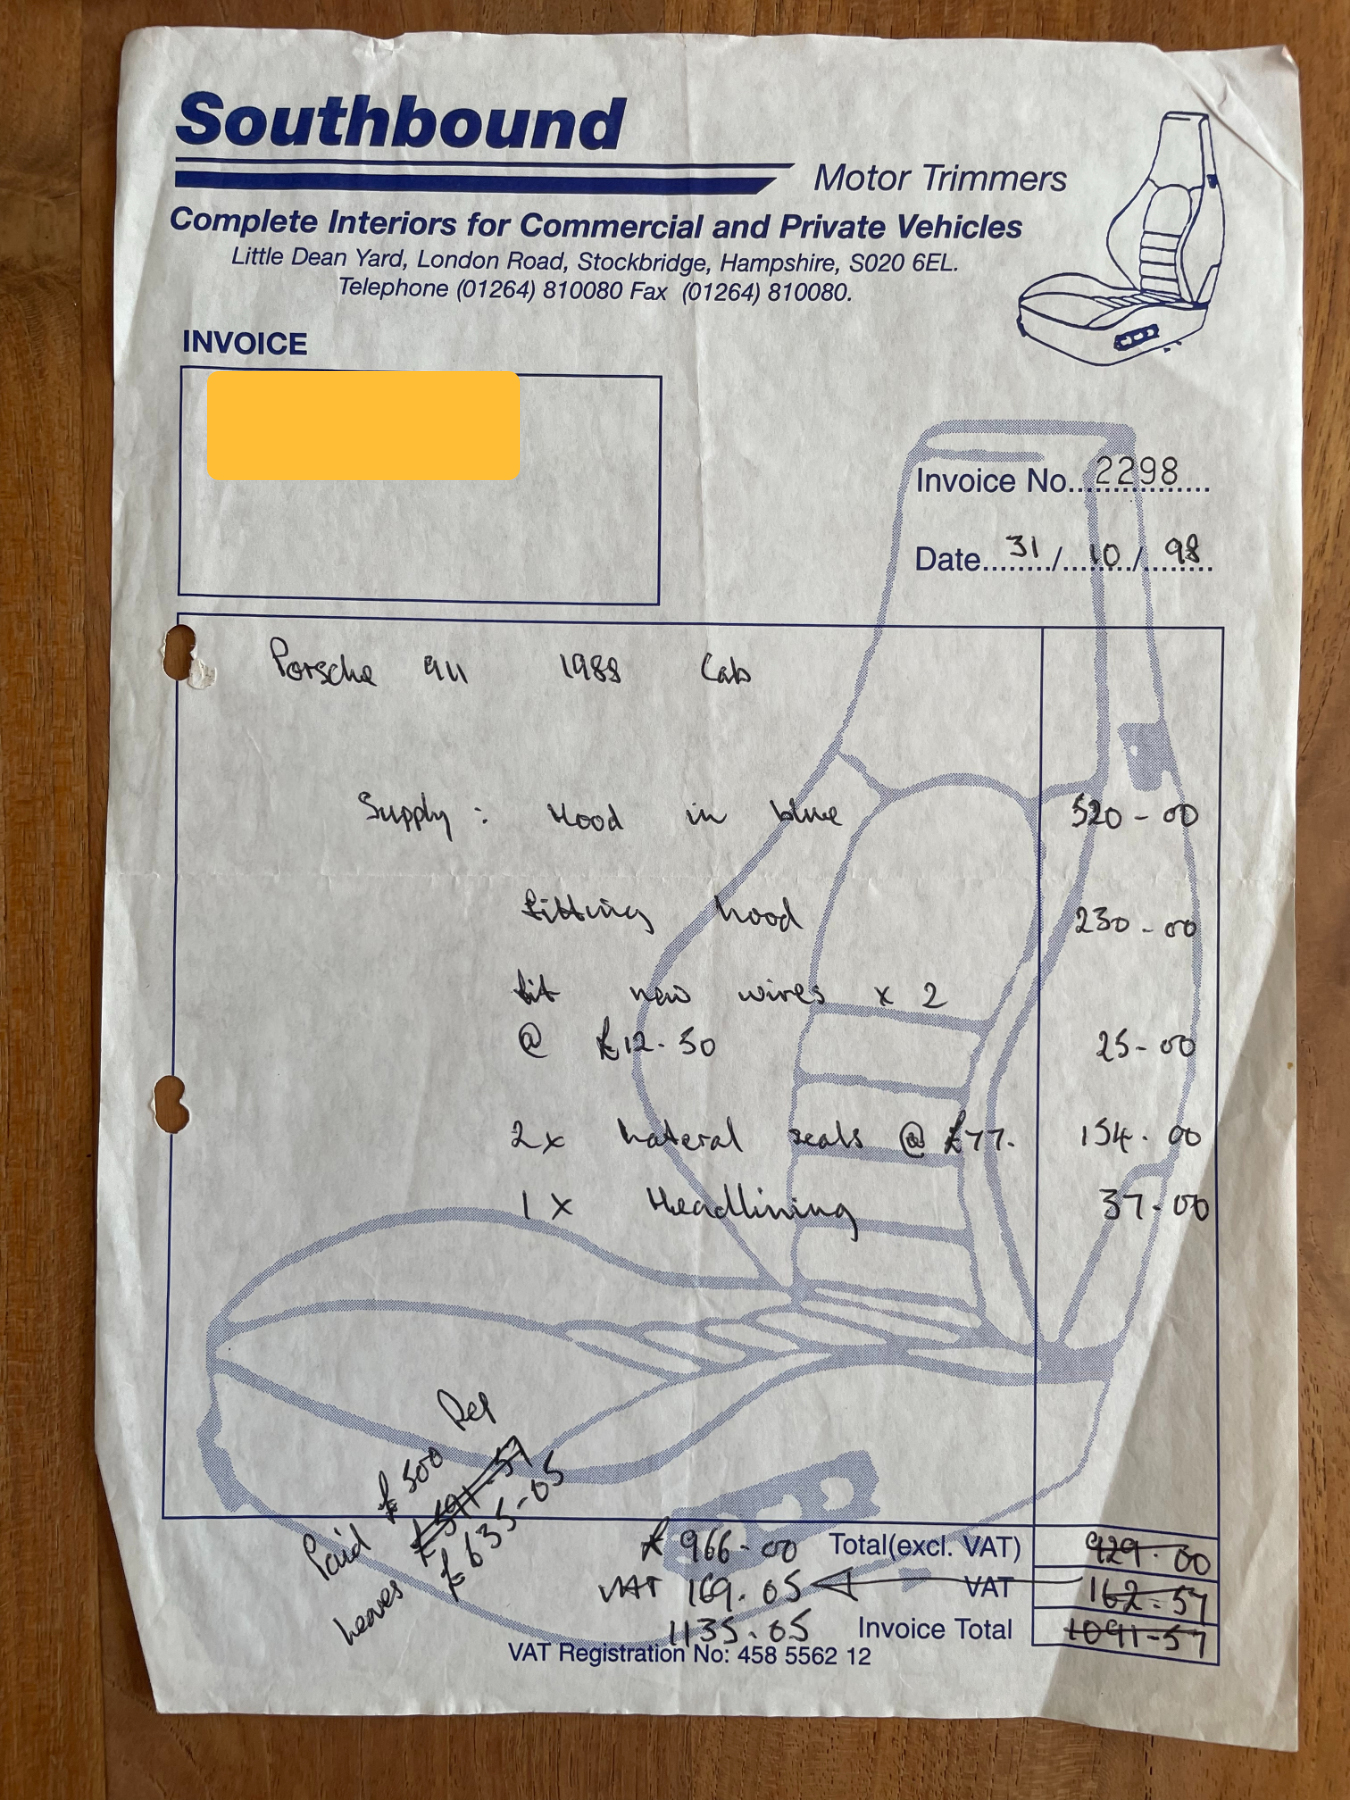 Southbound
Motor Trimmers
Complete Interiors for Commercial and Private Vehicles
Little Dean Yard, London Road, Stockbridge, Hampshire, S020 6EL.
Telephone (01264) 810080 Fax (01264) 810080.
INVOICE
Invoice No....2298................
Date...31..../....10..../...98.....
Porsche 911 1988 Cab
Supply : Hood in blue 520-00
fitting hood 230-00
fit new wires x 2
@ £12.50 25-00
2x Lateral seals @ £77. 154.00
1 X Headlining 37-00
Paid £500 Dep
£591-57
Leaves £635-05
£966-00 Total(excl. VAT) 929.00
VAT 169.05 VAT 162-57
1135.05 Invoice Total 1091-57
VAT Registration No: 458 5562 12